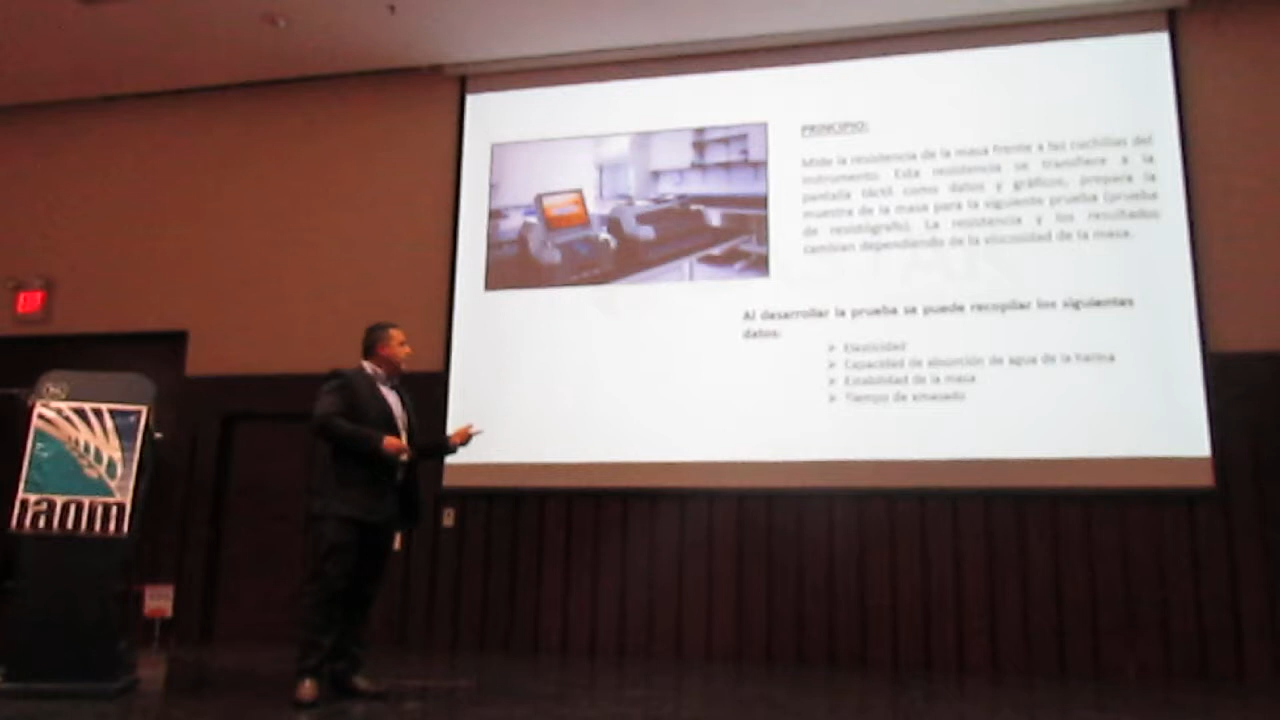 EXIT
iaom
PRINCIPIO:
Mide la resistencia de la masa frente a las cuchillas del
instrumento. Esta resistencia se transfiere a la
pantalla táctil como datos y gráficos, prepara la
muestra de la masa para la siguiente prueba (prueba
de resistógrafo). La resistencia y los resultados
cambian dependiendo de la viscosidad de la masa.
Al desarrollar la prueba se puede recopilar los siguientes
datos:
➢ Elasticidad
➢ Capacidad de absorción de agua de la harina
➢ Estabilidad de la masa
➢ Tiempo de amasado